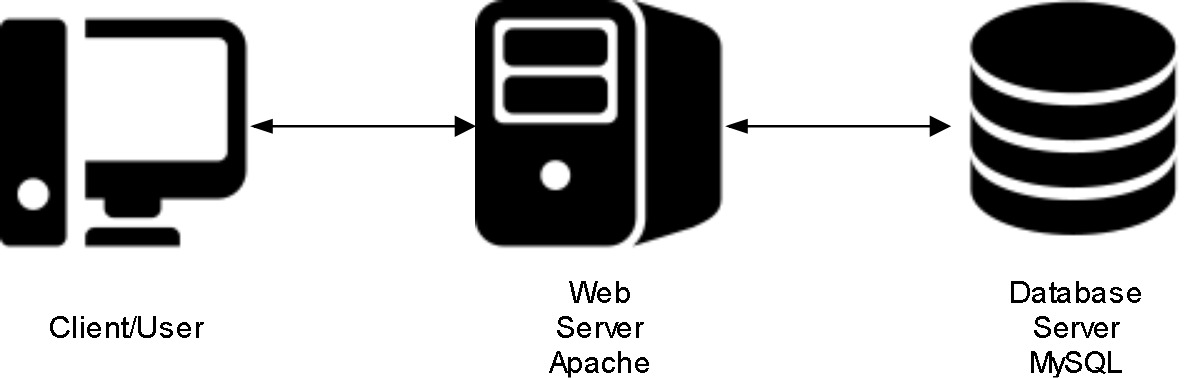 Client/User
Web
Server
Apache
Database
Server
MySQL